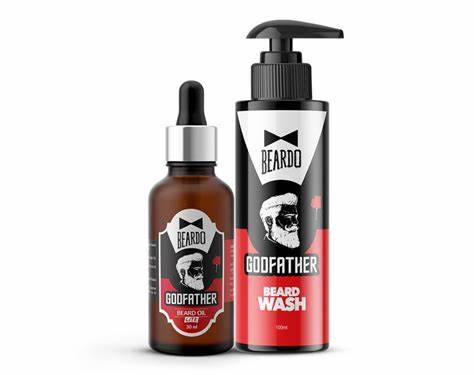 BEARDO
GODFATHER
BEARD OIL
LITE
30 ml
BEARDO
GODFATHER
BEARD
WASH
100ml